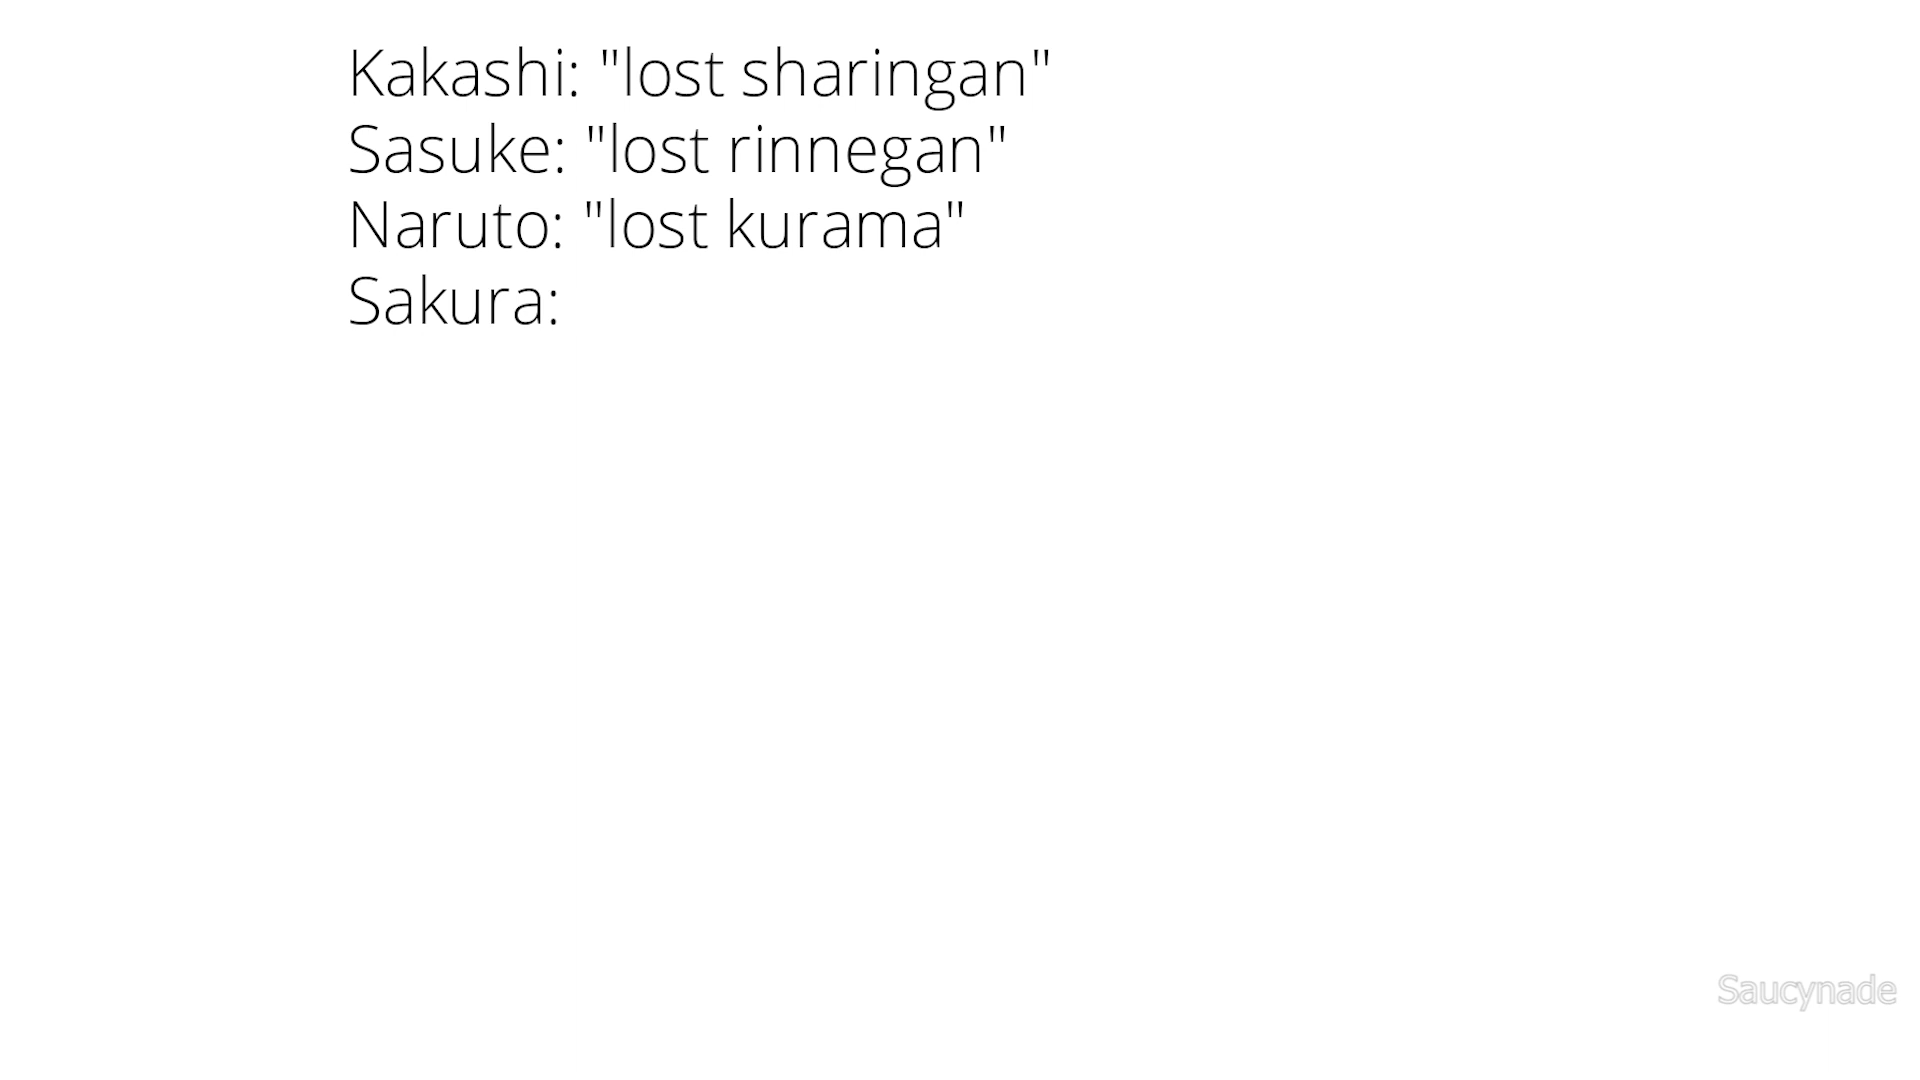 Kakashi: "lost sharingan"
Sasuke: "lost rinnegan"
Naruto: "lost kurama"
Sakura:
Saucynade